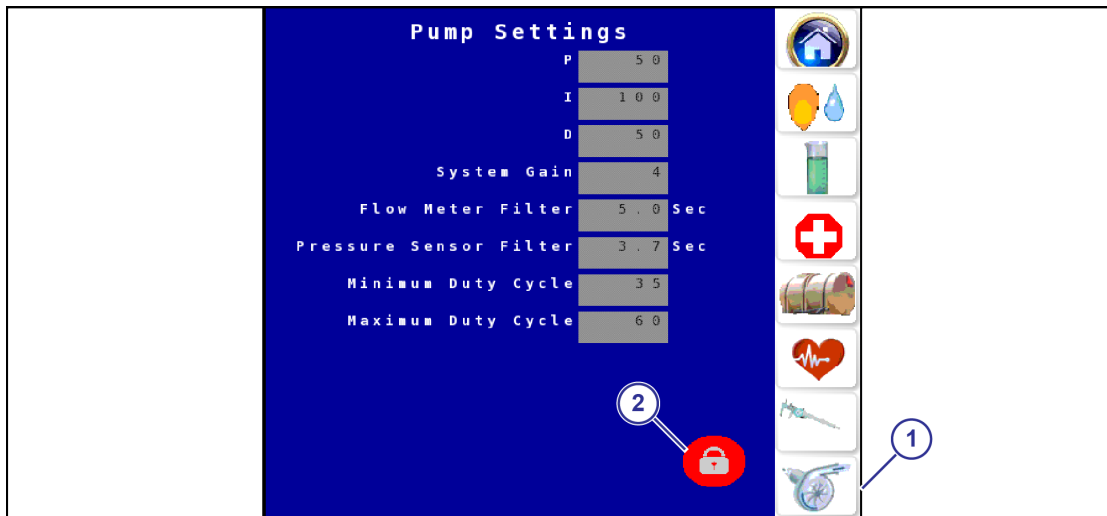 Pump Settings
P 50
I 100
D 50
System Gain 4
Flow Meter Filter 5.0 Sec
Pressure Sensor Filter 3.7 Sec
Minimum Duty Cycle 35
Maximum Duty Cycle 60
2
1